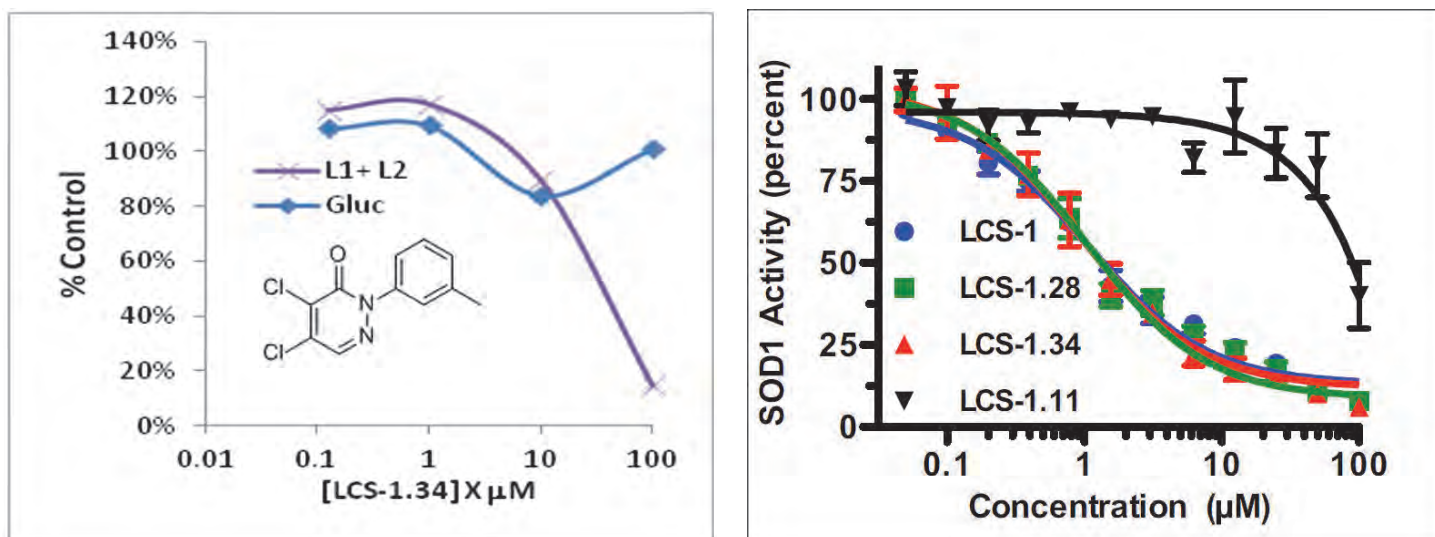 140%
120%
100%
80%
60%
40%
20%
0%
% Control
L1+ L2
Gluc
O
Cl
N
N
Cl
0.01
0.1
1
10
100
[LCS-1.34] X µM
100
75
50
25
0
SOD1 Activity (percent)
LCS-1
LCS-1.28
LCS-1.34
LCS-1.11
0.1
1
10
100
Concentration (µM)